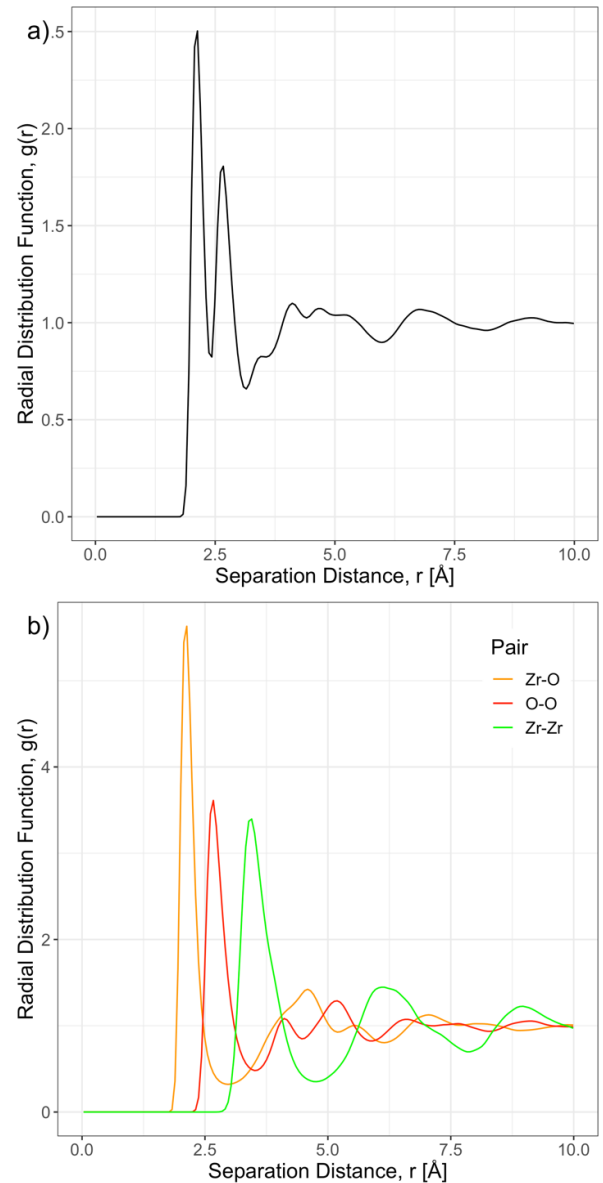 a)
2.5
2.0
1.5
1.0
0.5
0.0
Radial Distribution Function, g(r)
0.0 2.5 5.0 7.5 10.0
Separation Distance, r [Å]
b)
Pair
Zr-O
O-O
Zr-Zr
4
2
0
Radial Distribution Function, g(r)
0.0 2.5 5.0 7.5 10.0
Separation Distance, r [Å]